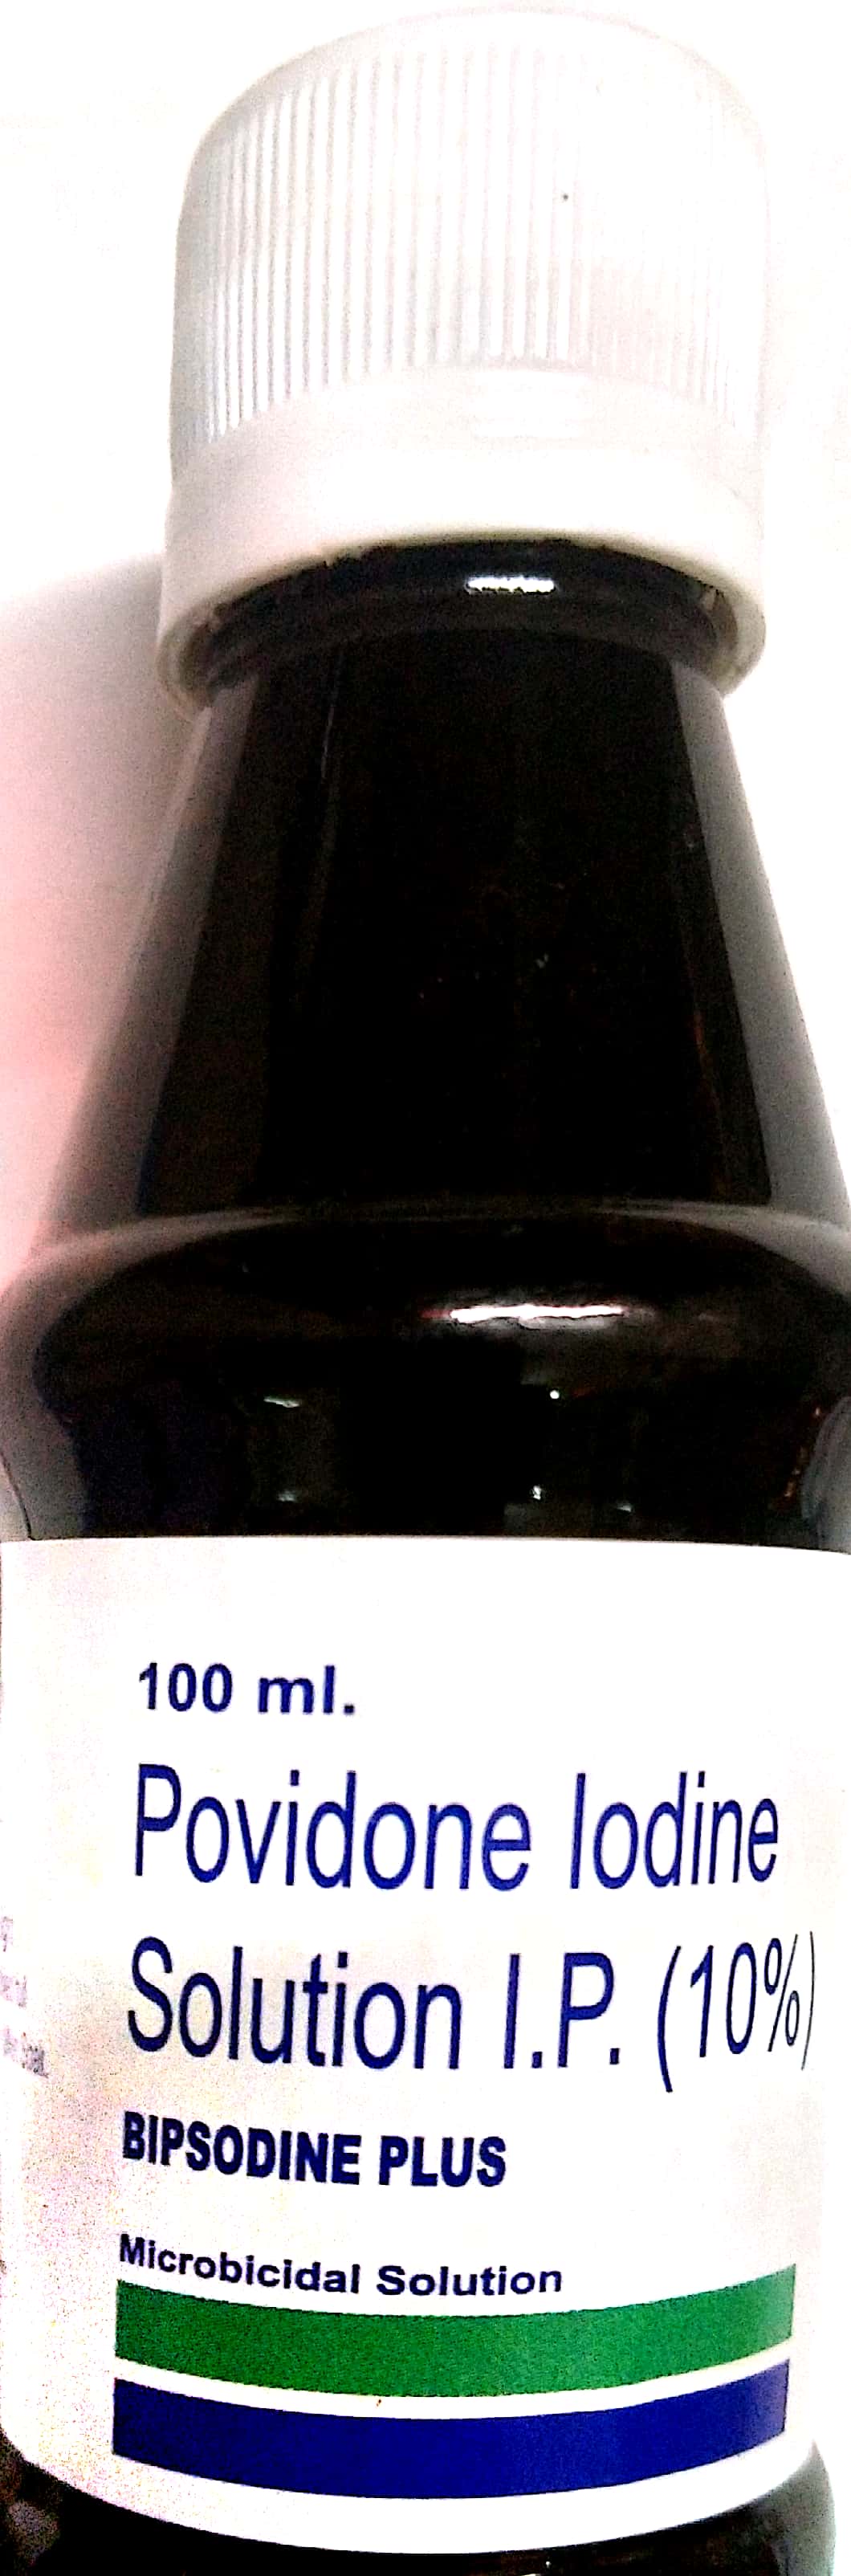 100 ml.
Povidone Iodine
Solution I.P. (10%)
BIPSODINE PLUS
Microbicidal Solution